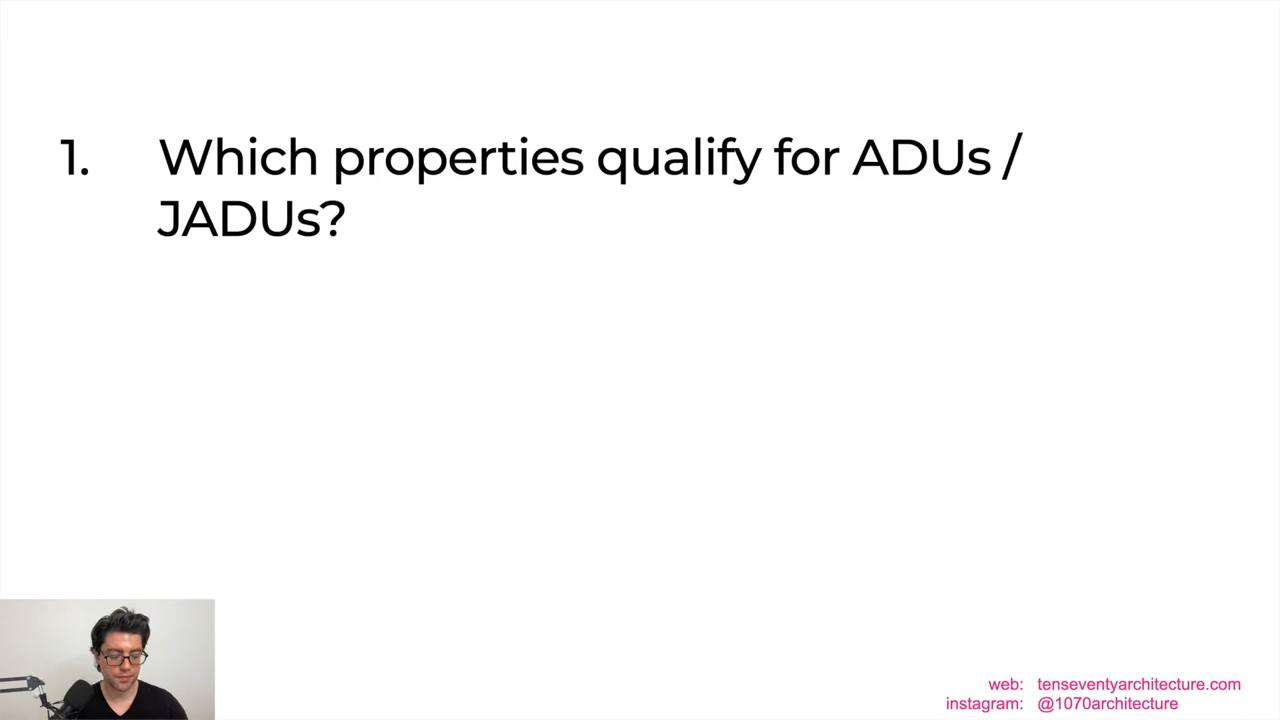 1. Which properties qualify for ADUs /
JADUs?
web: tenseventyarchitecture.com
instagram: @1070architecture